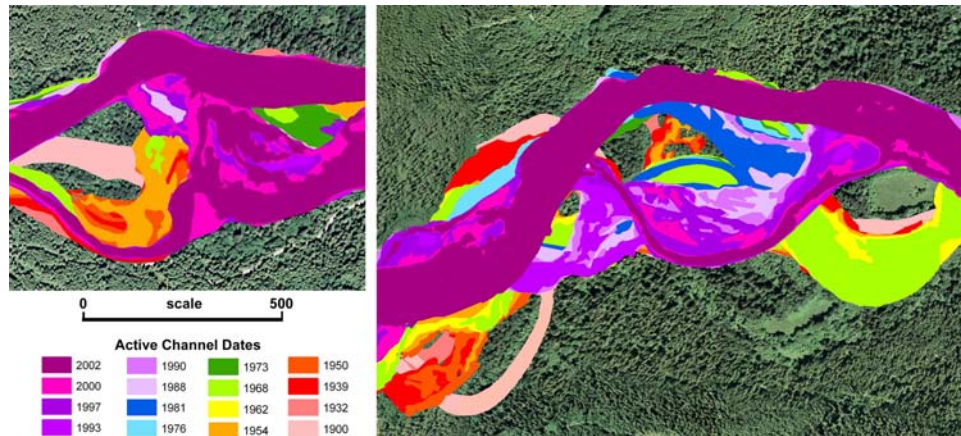 0 scale 500
Active Channel Dates
2002 1990 1973 1950
2000 1988 1968 1939
1997 1981 1962 1932
1993 1976 1954 1900